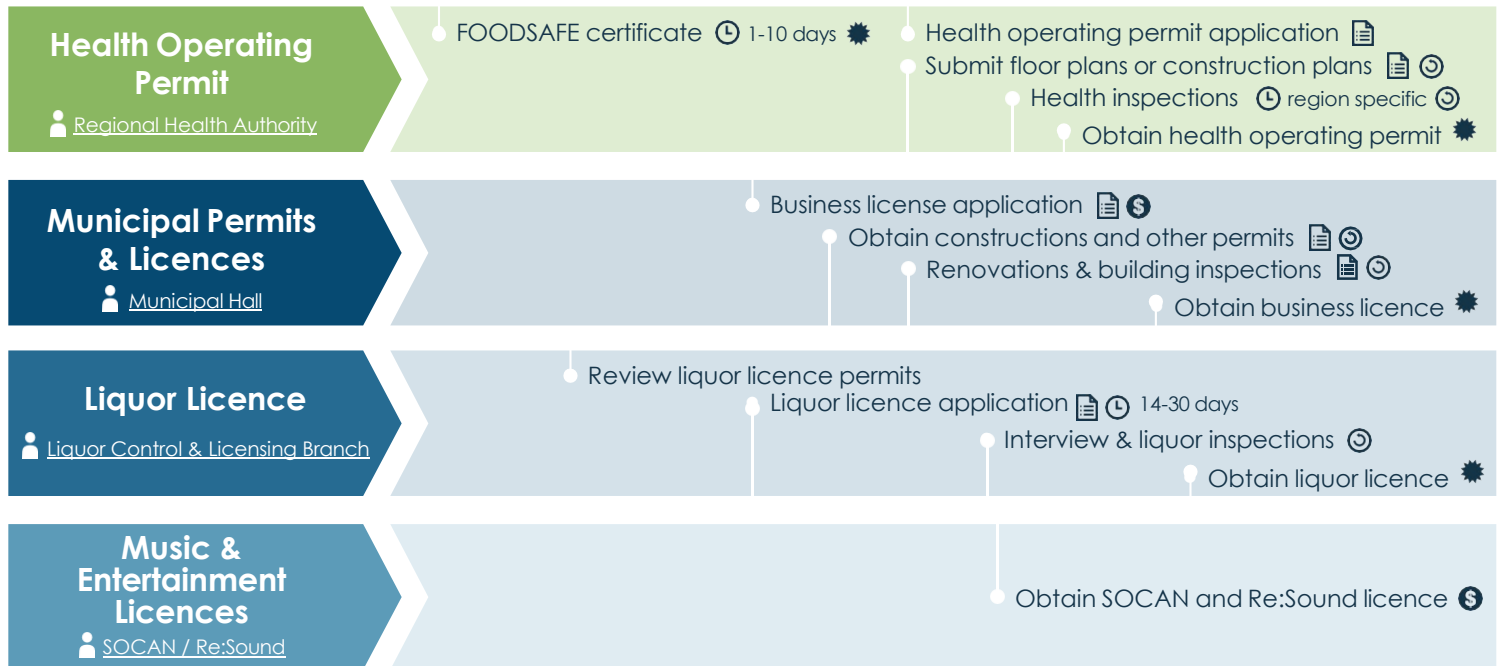 Health Operating
Permit
Regional Health Authority
FOODSAFE certificate 1-10 days
Health operating permit application
Submit floor plans or construction plans
Health inspections region specific
Obtain health operating permit
Municipal Permits
& Licences
Municipal Hall
Business license application $
Obtain constructions and other permits
Renovations & building inspections
Obtain business licence
Liquor Licence
Liquor Control & Licensing Branch
Review liquor licence permits
Liquor licence application 14-30 days
Interview & liquor inspections
Obtain liquor licence
Music &
Entertainment
Licences
SOCAN / Re:Sound
Obtain SOCAN and Re:Sound licence $